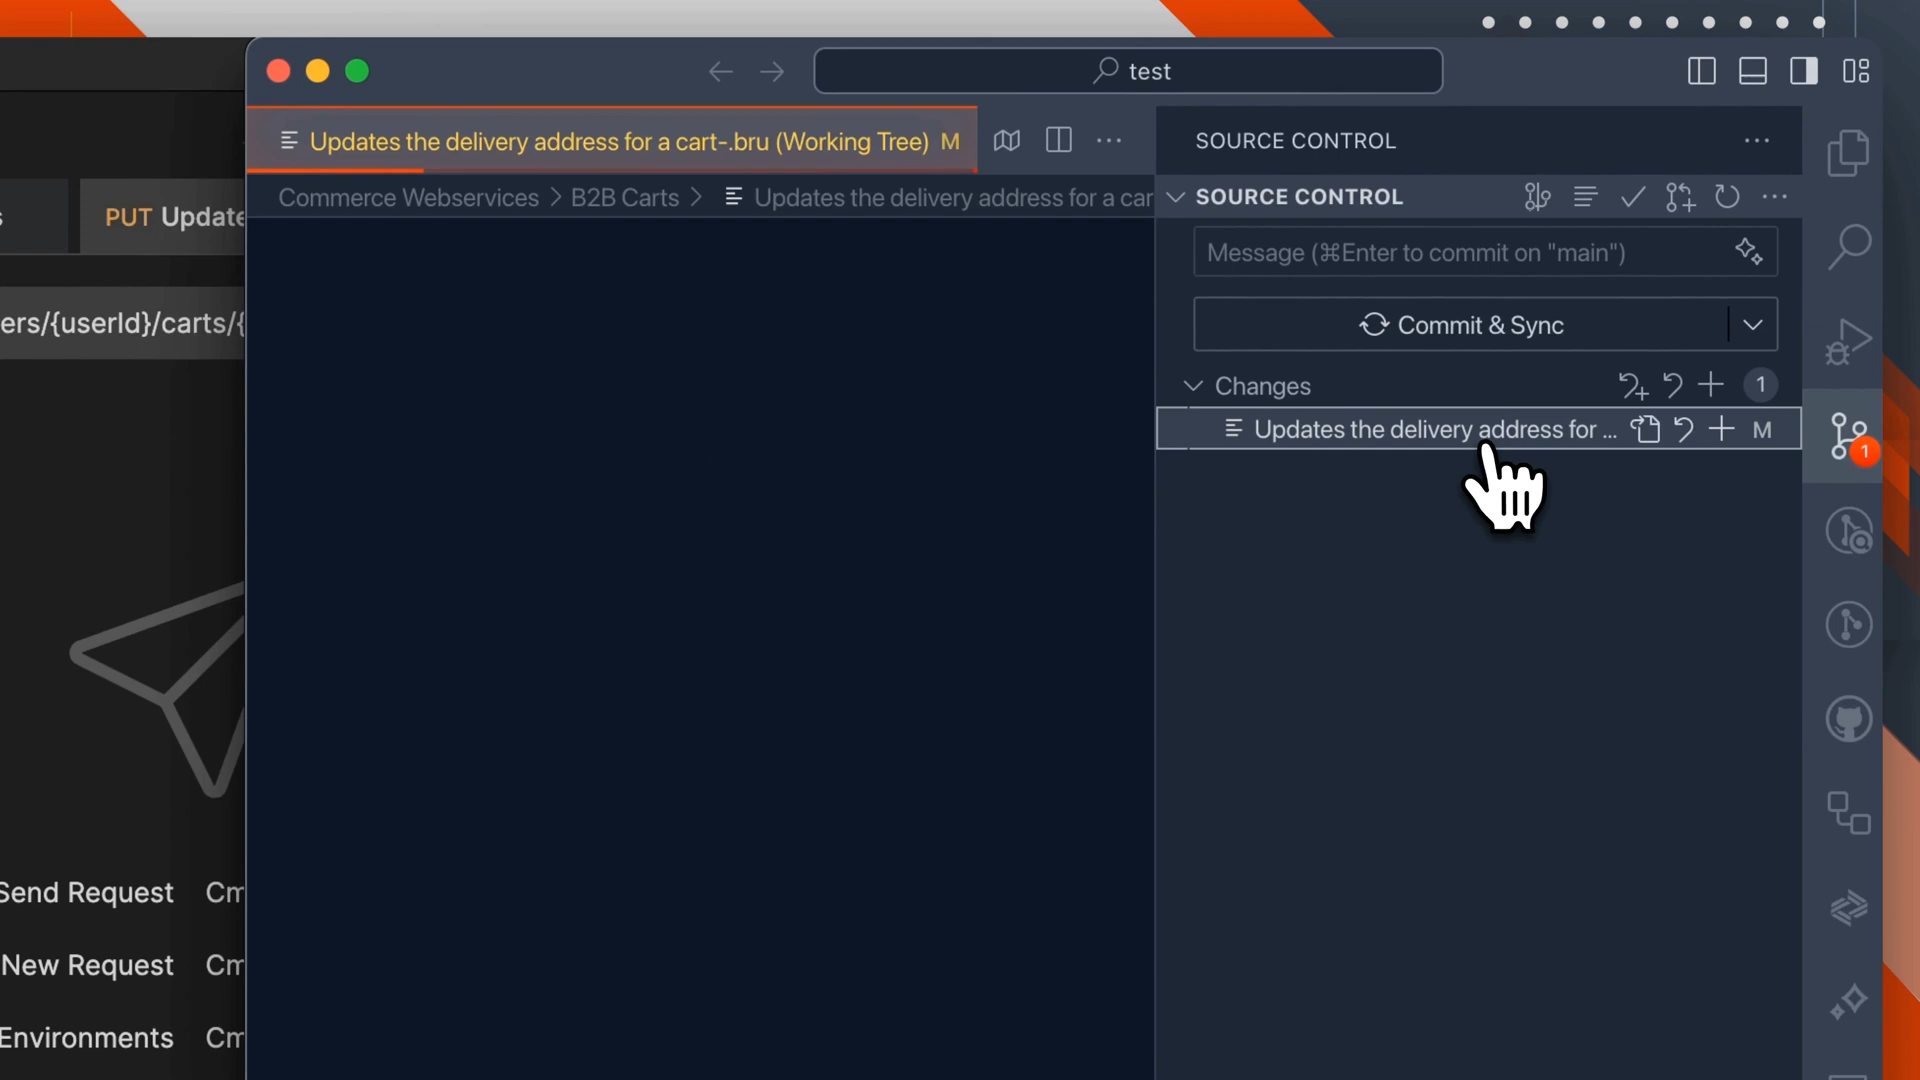 test
Updates the delivery address for a cart-.bru (Working Tree) M
SOURCE CONTROL
Commerce Webservices > B2B Carts > Updates the delivery address for a car
SOURCE CONTROL
s
PUT Update
Message (⌘Enter to commit on "main")
ers/{userId}/carts/{
Commit & Sync
Changes 1
Updates the delivery address for ... M
1
Send Request Cm
New Request Cm
Environments Cm